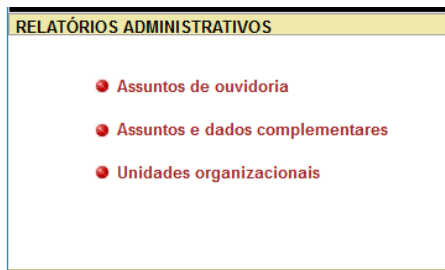 RELATÓRIOS ADMINISTRATIVOS
Assuntos de ouvidoria
Assuntos e dados complementares
Unidades organizacionais